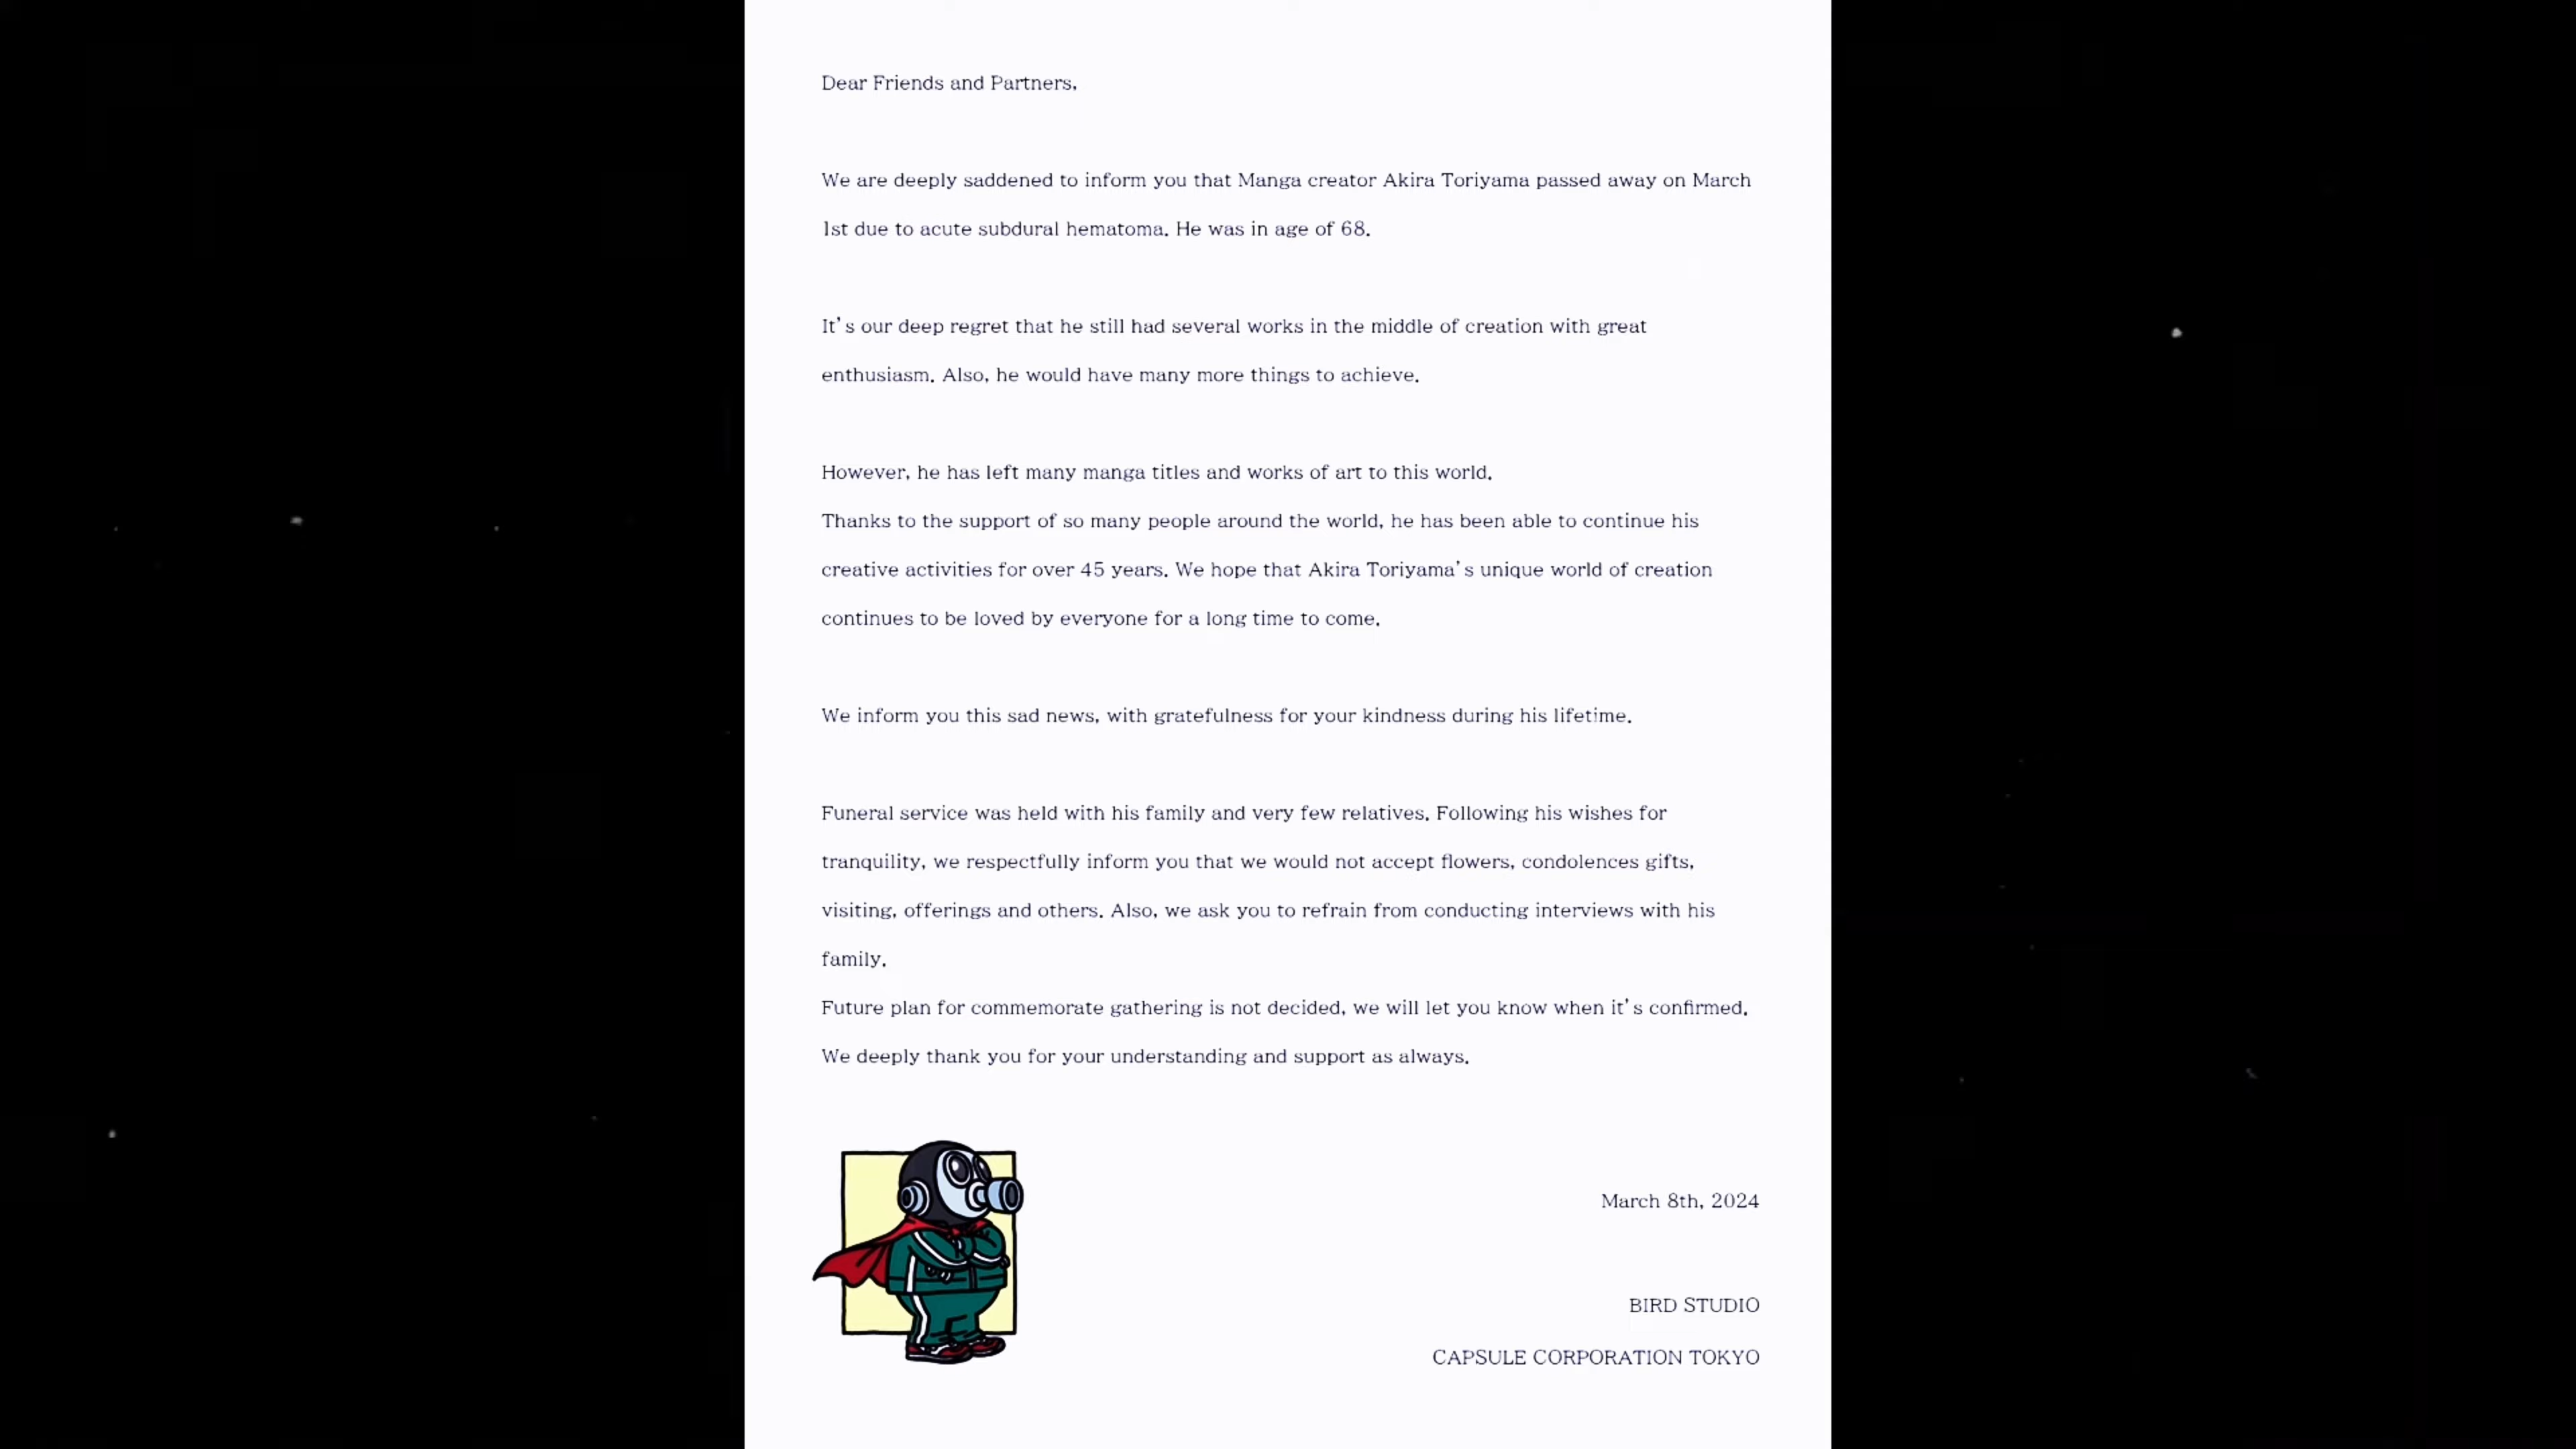 Dear Friends and Partners,
We are deeply saddened to inform you that Manga creator Akira Toriyama passed away on March
1st due to acute subdural hematoma. He was in age of 68.
It's our deep regret that he still had several works in the middle of creation with great
enthusiasm. Also, he would have many more things to achieve.
However, he has left many manga titles and works of art to this world.
Thanks to the support of so many people around the world, he has been able to continue his
creative activities for over 45 years. We hope that Akira Toriyama's unique world of creation
continues to be loved by everyone for a long time to come.
We inform you this sad news, with gratefulness for your kindness during his lifetime.
Funeral service was held with his family and very few relatives. Following his wishes for
tranquility, we respectfully inform you that we would not accept flowers, condolences gifts,
visiting, offerings and others. Also, we ask you to refrain from conducting interviews with his
family.
Future plan for commemorate gathering is not decided, we will let you know when it's confirmed.
We deeply thank you for your understanding and support as always.
March 8th, 2024
BIRD STUDIO
CAPSULE CORPORATION TOKYO